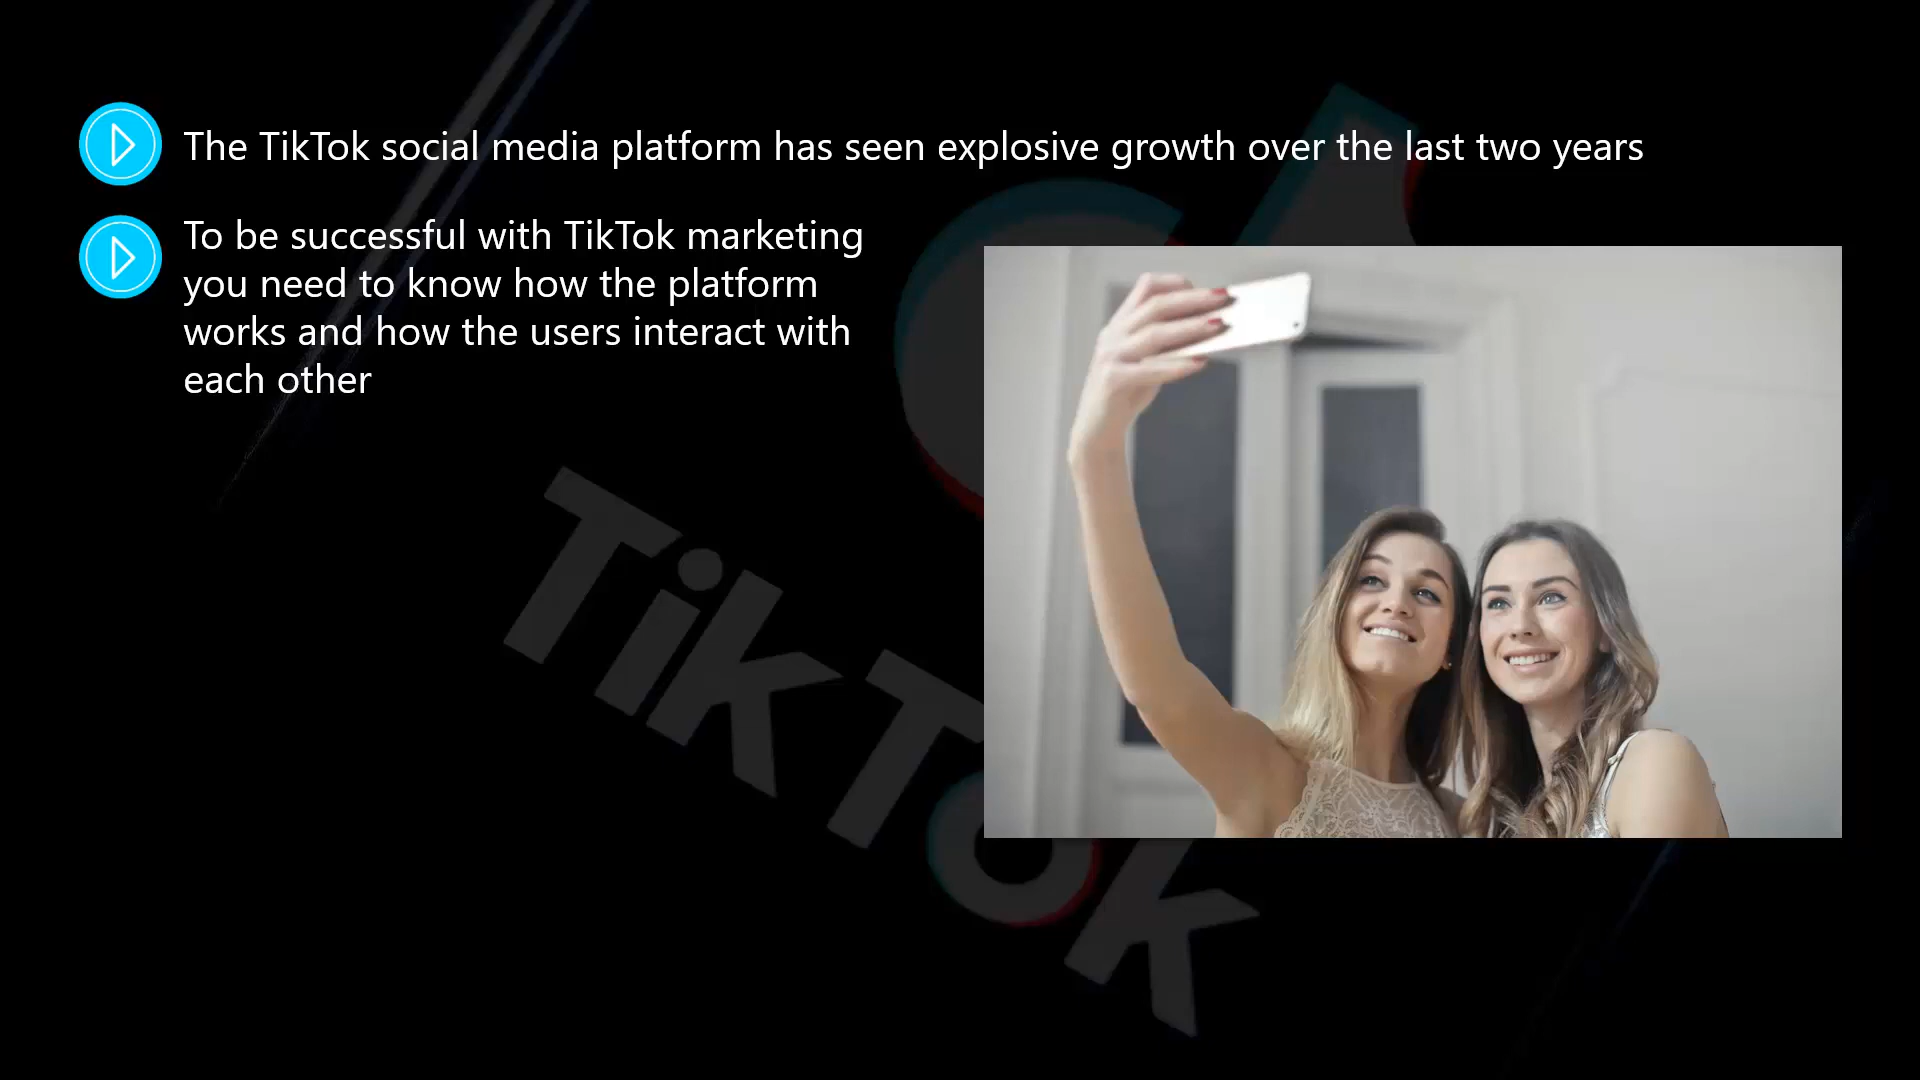 The TikTok social media platform has seen explosive growth over the last two years
To be successful with TikTok marketing
you need to know how the platform
works and how the users interact with
each other
TikTok